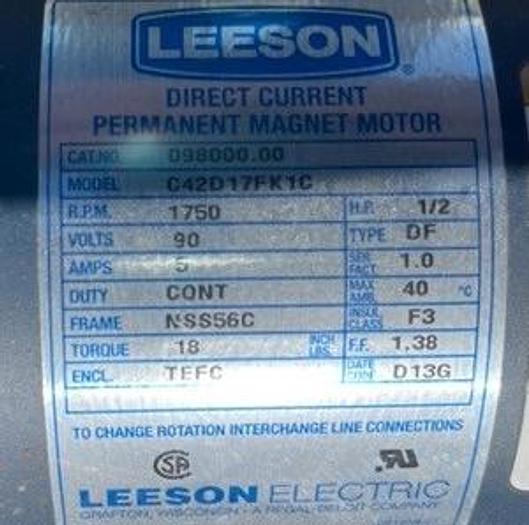 LEESON®
DIRECT CURRENT
PERMANENT MAGNET MOTOR
CAT.NO. 098000.00
MODEL C42D17FK1C
R.P.M. 1750 H.P. 1/2
VOLTS 90 TYPE DF
AMPS 5 SER. FACT. 1.0
DUTY CONT MAX. AMB. 40 °C
FRAME NSS56C INSUL CLASS F3
TORQUE 18 INCH LBS. F.F. 1.38
ENCL. TEFC DATE CODE D13G
TO CHANGE ROTATION INTERCHANGE LINE CONNECTIONS
SA
RU
LEESON ELECTRIC
GRAFTON, WISCONSIN - A REGAL-BELOIT COMPANY